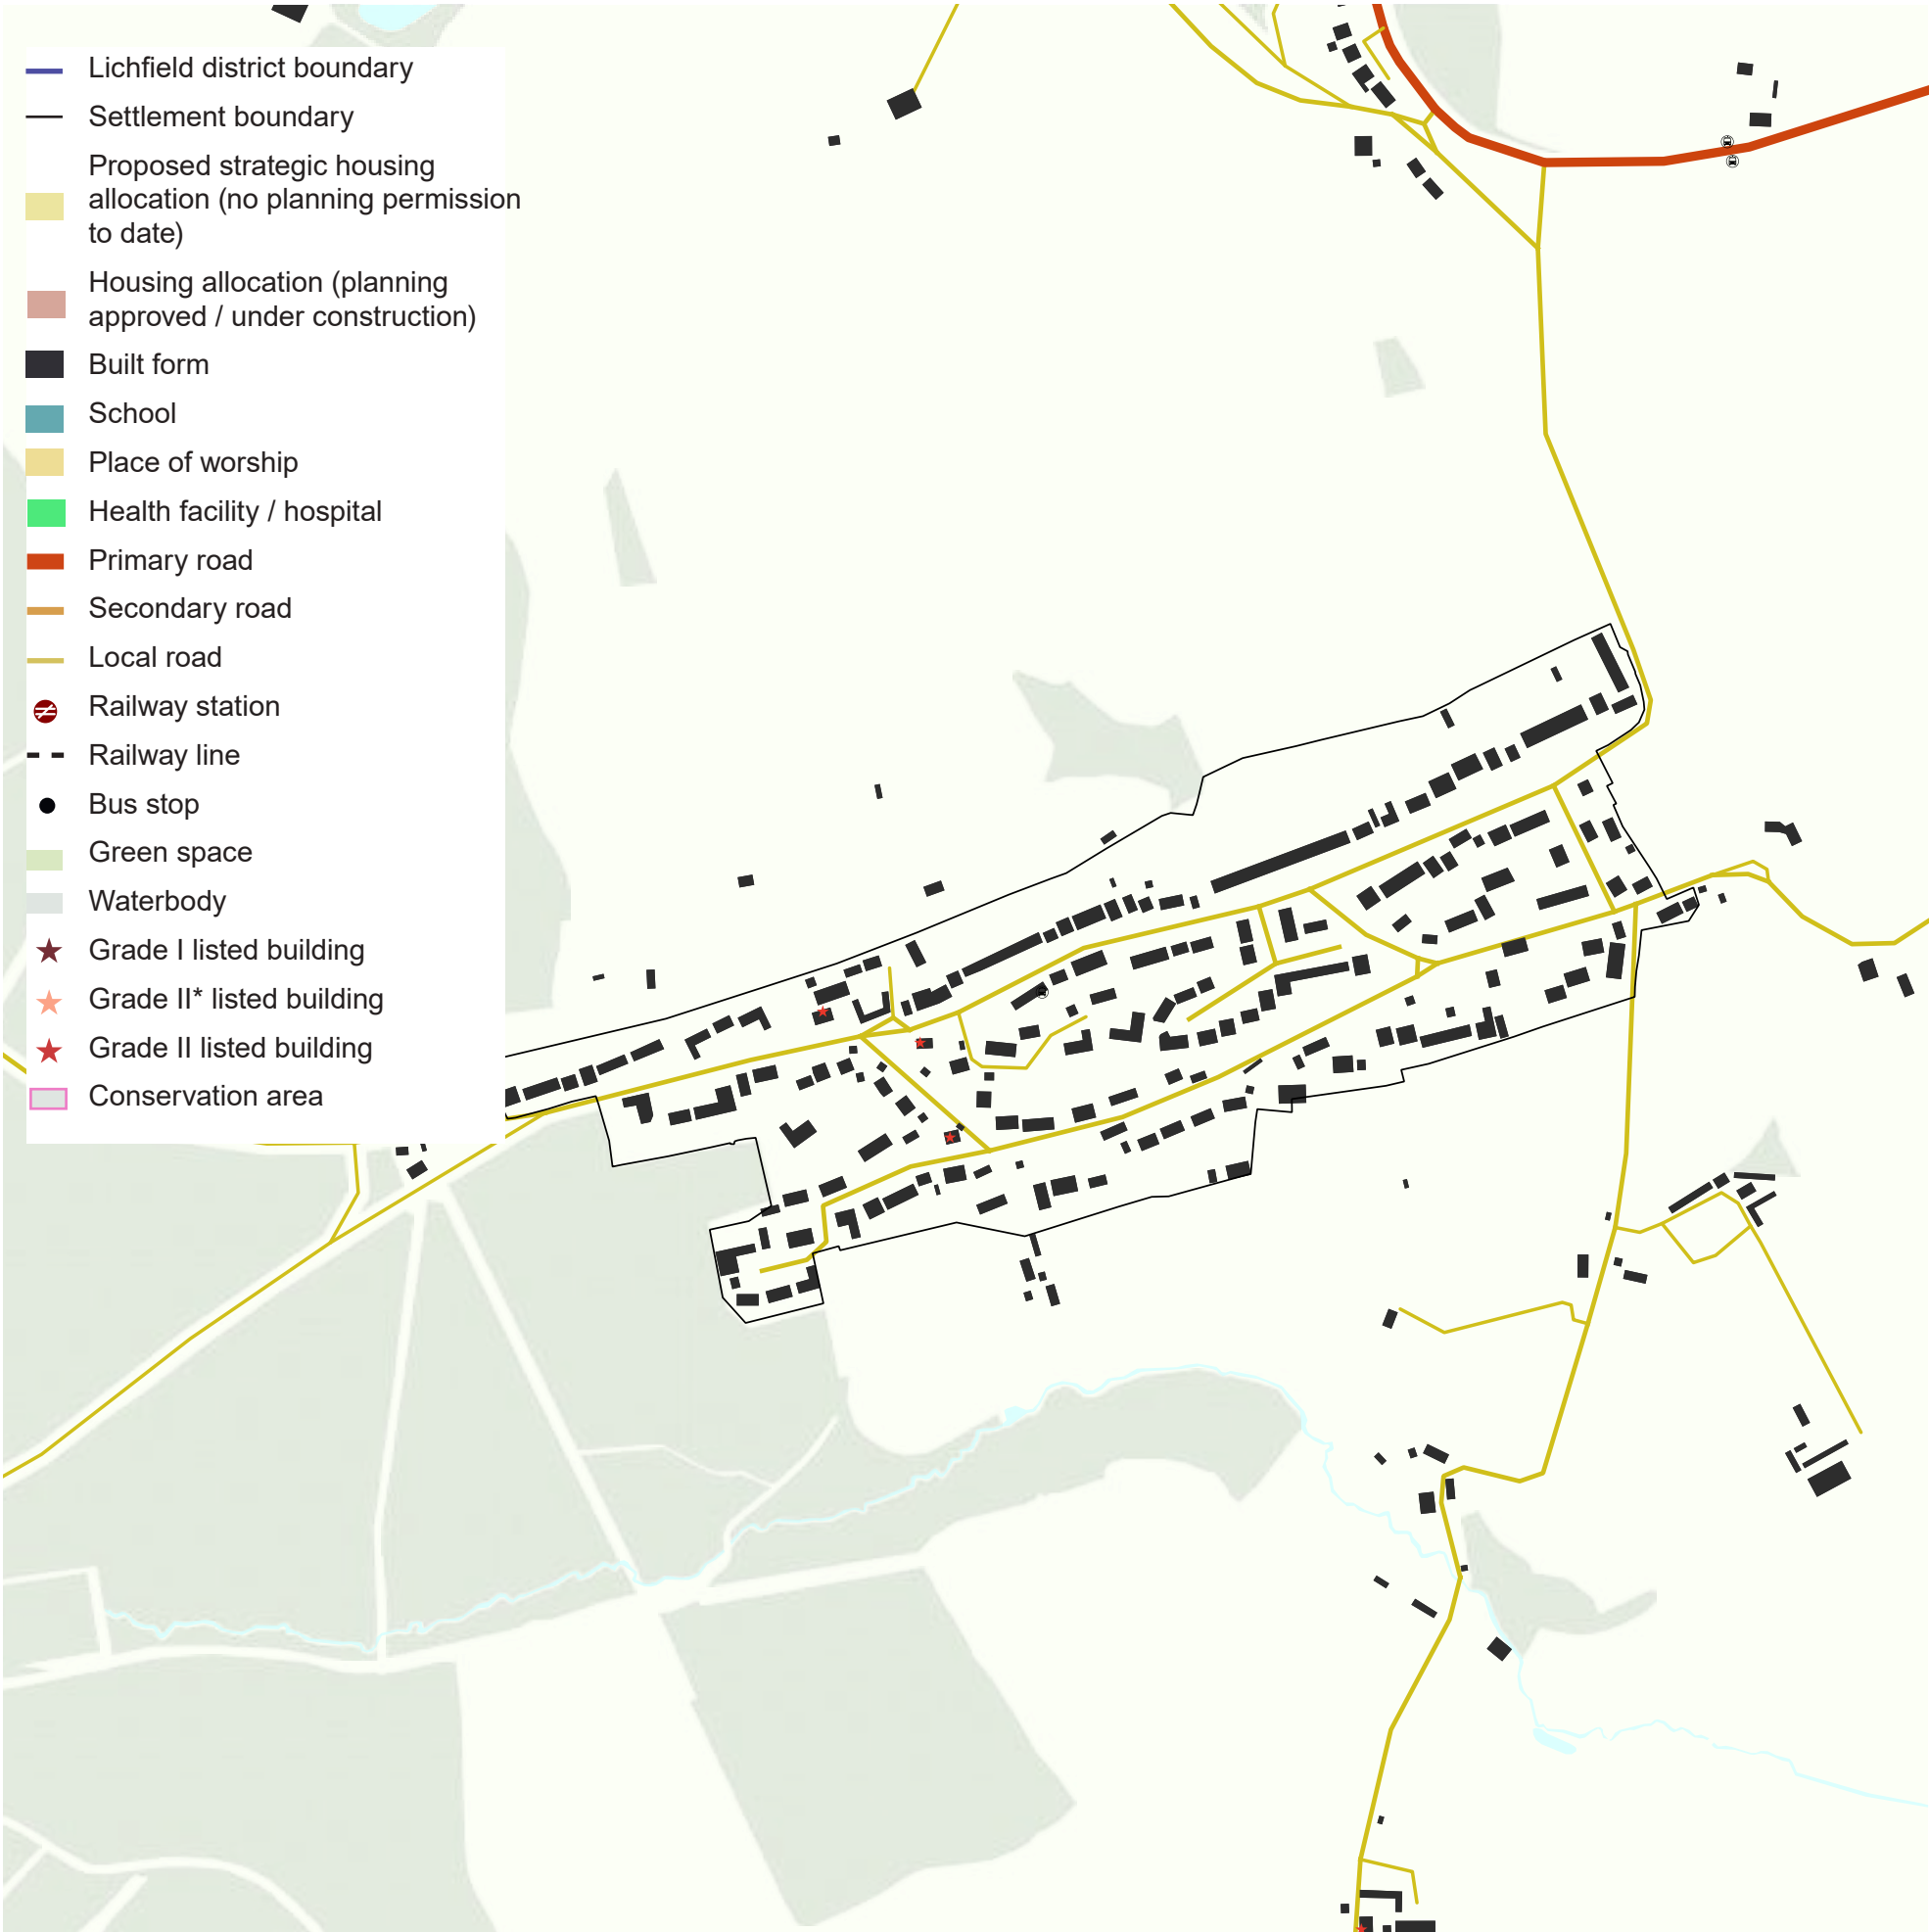 Lichfield district boundary
Settlement boundary
Proposed strategic housing
allocation (no planning permission
to date)
Housing allocation (planning
approved / under construction)
Built form
School
Place of worship
Health facility / hospital
Primary road
Secondary road
Local road
Railway station
Railway line
Bus stop
Green space
Waterbody
Grade I listed building
Grade II* listed building
Grade II listed building
Conservation area